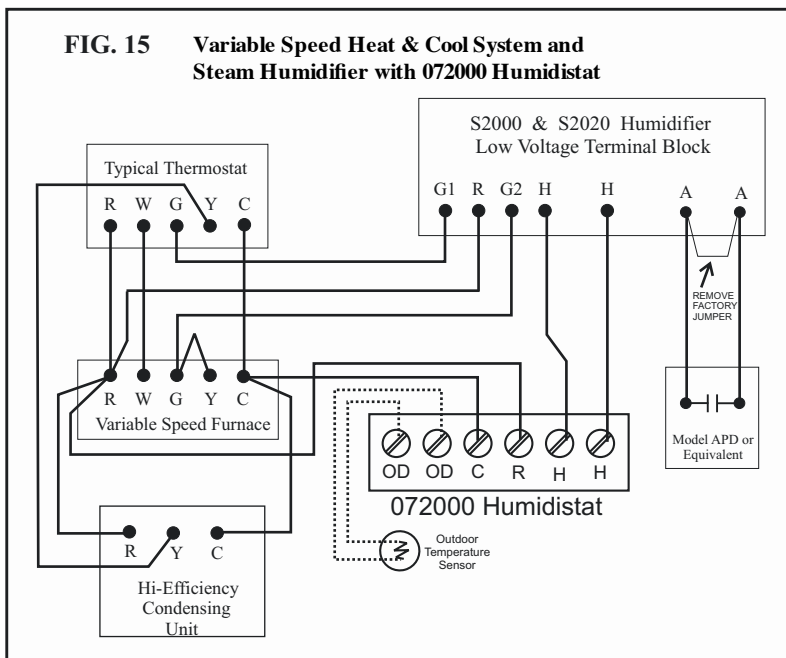 FIG. 15
Variable Speed Heat & Cool System and
Steam Humidifier with 072000 Humidistat
S2000 & S2020 Humidifier
Low Voltage Terminal Block
G1 R G2 H H A A
REMOVE
FACTORY
JUMPER
Typical Thermostat
R W G Y C
R W G Y C
Variable Speed Furnace
Model APD or
Equivalent
OD OD C R H H
072000 Humidistat
Outdoor
Temperature
Sensor
R Y C
Hi-Efficiency
Condensing
Unit